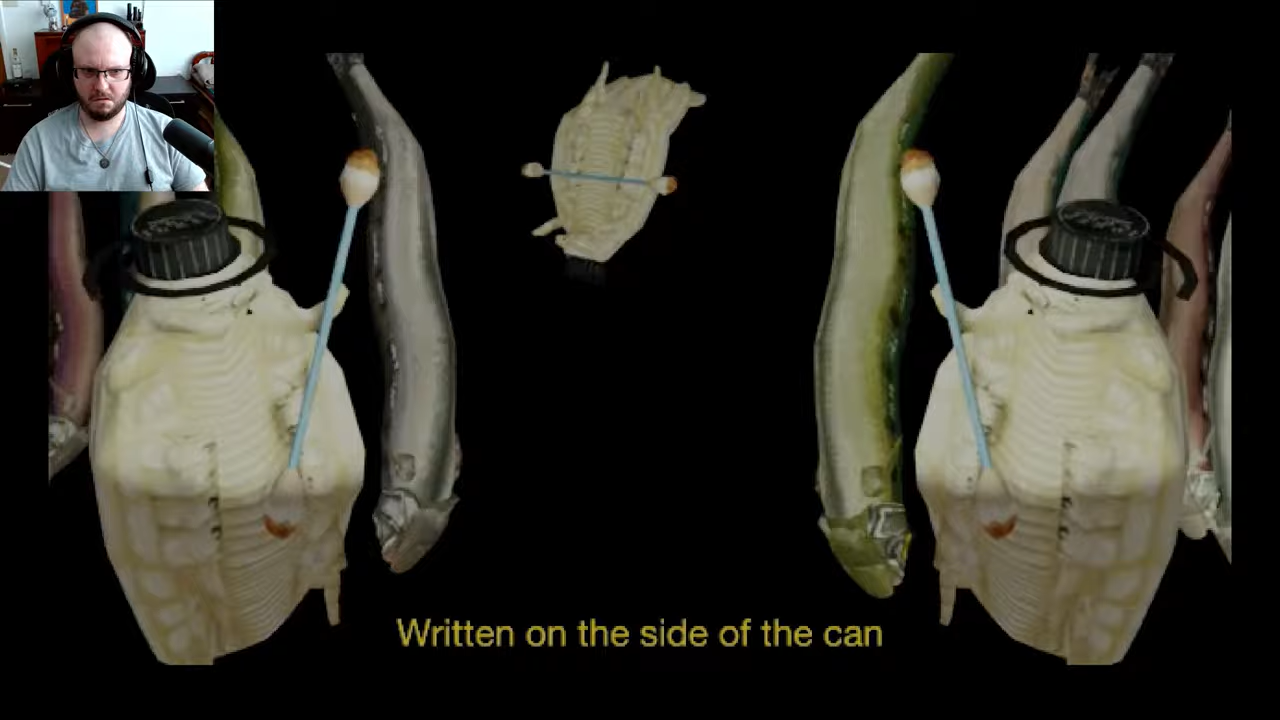 Written on the side of the can